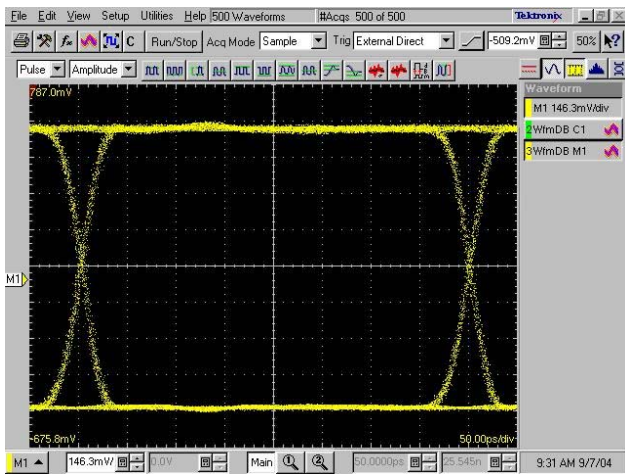 File Edit View Setup Utilities Help 500 Waveforms #Acqs 500 of 500 Tektronix
C Run/Stop Acq Mode Sample Trig External Direct -509.2mV 50%
Pulse Amplitude
787.0mV
Waveform
M1 146.3mV/div
2 WfmDB C1
3 WfmDB M1
M1
-675.8mV
50.00ps/div
M1 146.3mV/ 0.0V Main 1 2 50.0000ps 25.545n 9:31 AM 9/7/04